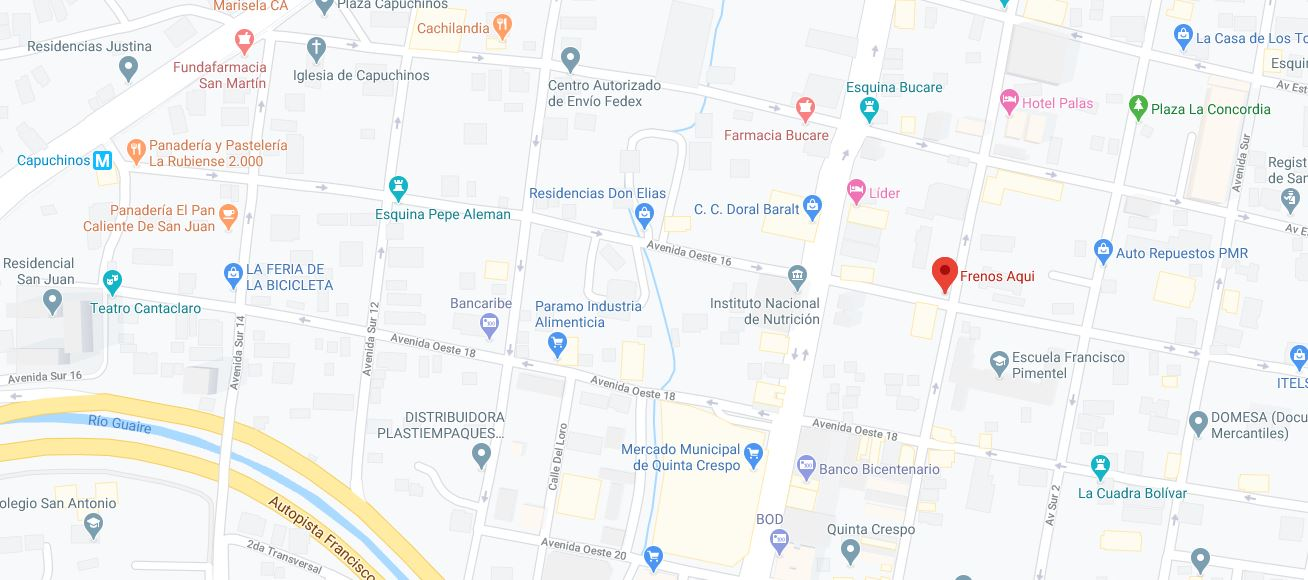 Marisela CA
Plaza Capuchinos
Cachilandia
La Casa de Los To
Residencias Justina
Fundafarmacia
San Martín
Iglesia de Capuchinos
Centro Autorizado
de Envío Fedex
Esquina Bucare
Esqui
Av Es
Hotel Palas
Plaza La Concordia
Farmacia Bucare
Panadería y Pastelería
La Rubiense 2.000
Capuchinos
M
Avenida Sur
Regist
de San
Residencias Don Elias
Líder
C. C. Doral Baralt
Panadería El Pan
Caliente De San Juan
Esquina Pepe Aleman
Av E
Avenida Oeste 16
Auto Repuestos PMR
Residencial
San Juan
LA FERIA DE
LA BICICLETA
Frenos Aqui
Teatro Cantaclaro
Bancaribe
Paramo Industria
Alimenticia
Instituto Nacional
de Nutrición
Avenida Sur 14
Avenida Sur 12
Avenida Oeste 18
Escuela Francisco
Pimentel
ITELS
Avenida Sur 16
Avenida Oeste 18
Río Guaire
DISTRIBUIDORA
PLASTIEMPAQUES...
DOMESA (Docu
Mercantiles)
Avenida Oeste 18
Calle Del Loro
Mercado Municipal
de Quinta Crespo
Banco Bicentenario
La Cuadra Bolívar
Av Sur 2
olegio San Antonio
Autopista Francisco
BOD
Quinta Crespo
Avenida Oeste 20
2da Transversal